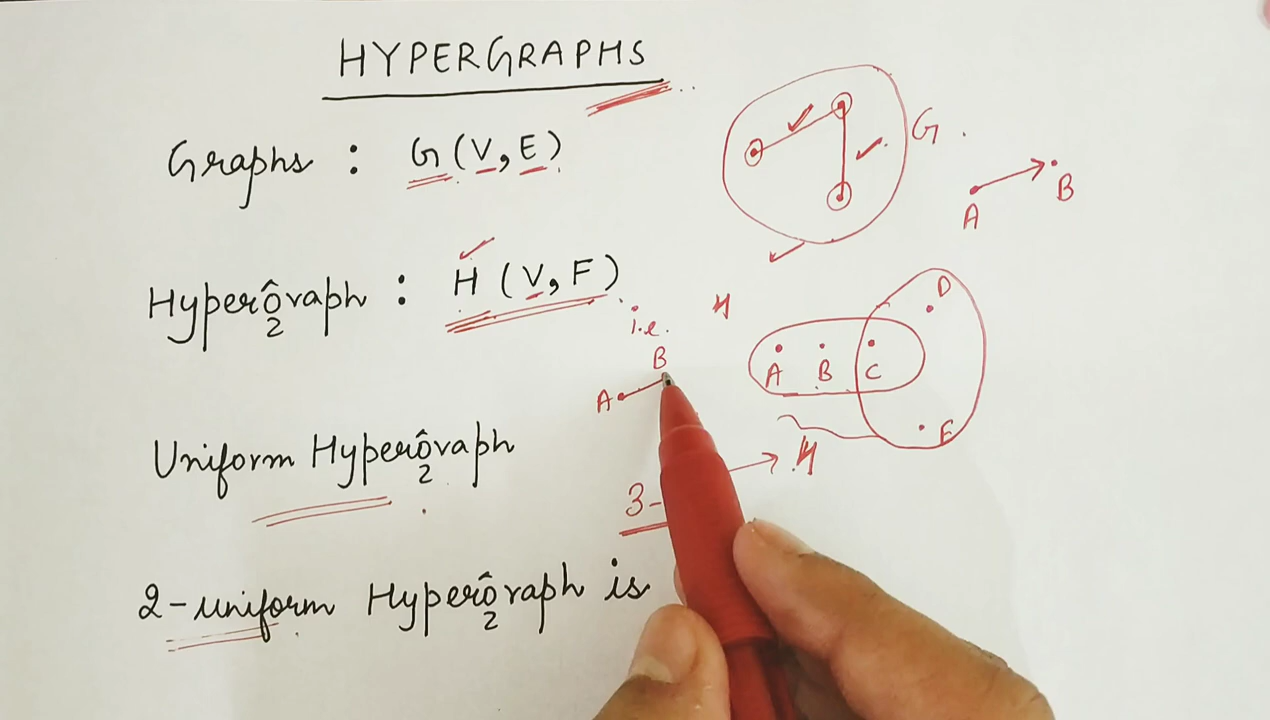 HYPERGRAPHS
Graphs : G (V, E)
G
A B
Hypergraph : H (V, F)
i.e.
H
A B C
D
E
A B
Uniform Hypergraph
3-
H
2-uniform Hypergraph is